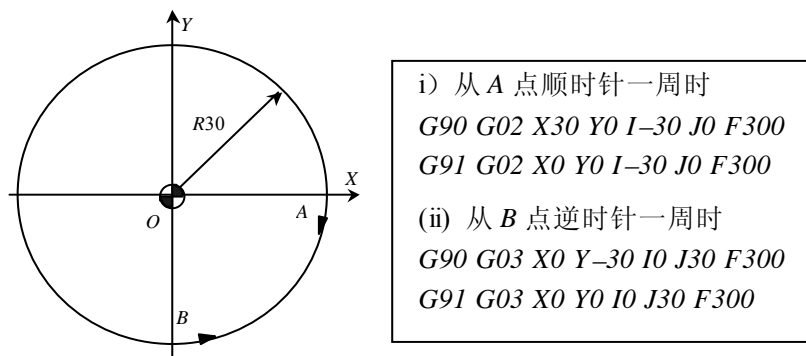 Y
R30
X
A
O
B
i）从 A 点顺时针一周时
G90 G02 X30 Y0 I–30 J0 F300
G91 G02 X0 Y0 I–30 J0 F300
(ii) 从 B 点逆时针一周时
G90 G03 X0 Y–30 I0 J30 F300
G91 G03 X0 Y0 I0 J30 F300